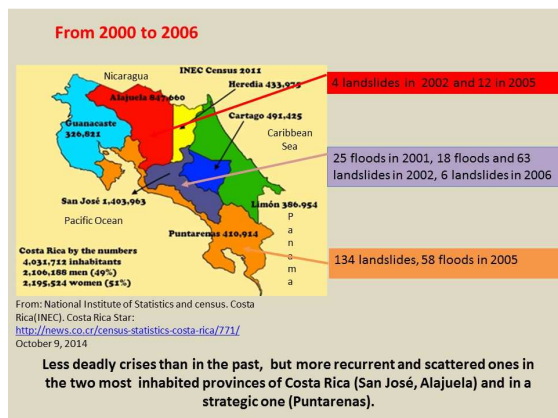 From 2000 to 2006
Nicaragua
INEC Census 2011
Heredia 433,975
Alajuela 847,660
4 landslides in 2002 and 12 in 2005
Guanacaste
326,821
Cartago 491,425
Caribbean
Sea
25 floods in 2001, 18 floods and 63
landslides in 2002, 6 landslides in 2006
San José 1,403,963
Limón 386.954
Pacific Ocean
Puntarenas 410,914
Panama
134 landslides, 58 floods in 2005
Costa Rica by the numbers
4,031,712 inhabitants
2,106,188 men (49%)
2,195,524 women (51%)
From: National Institute of Statistics and census. Costa
Rica(INEC). Costa Rica Star:
http://news.co.cr/census-statistics-costa-rica/771/
October 9, 2014
Less deadly crises than in the past, but more recurrent and scattered ones in
the two most inhabited provinces of Costa Rica (San José, Alajuela) and in a
strategic one (Puntarenas).